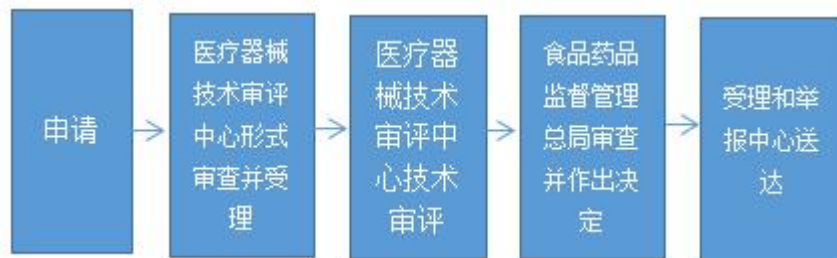 申请
医疗器械
技术审评
中心形式
审查并受
理
医疗器
械技术
审评中
心技术
审评
食品药品
监督管理
总局审查
并作出决
定
受理和举
报中心送
达